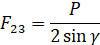 F₂₃ = P / (2 sin γ)